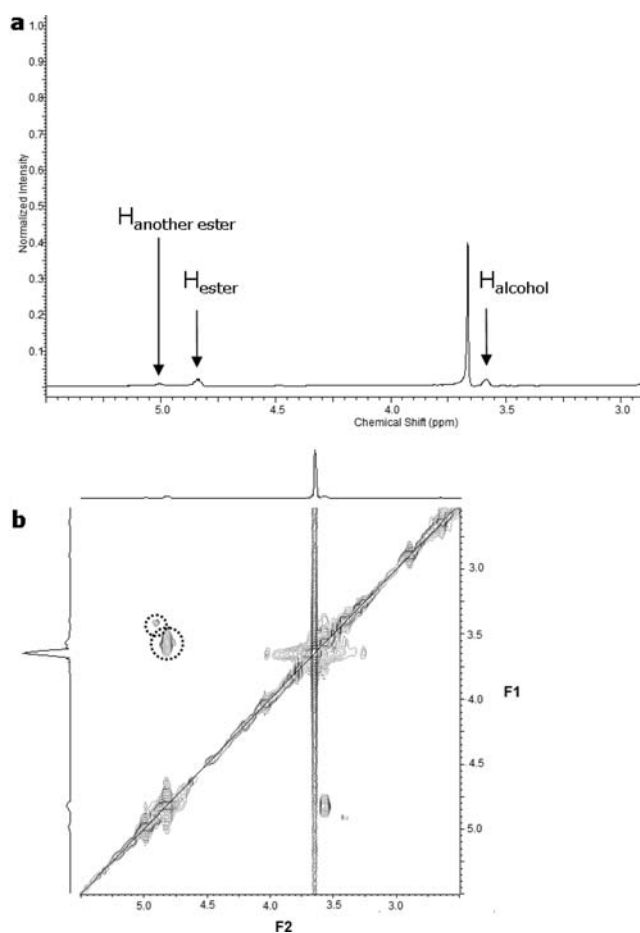 a
1.0
0.9
0.8
0.7
0.6
0.5
0.4
0.3
0.2
0.1
Normalized Intensity
H another ester
H ester
H alcohol
5.0 4.5 4.0 3.5 3.0
Chemical Shift (ppm)
b
3.0
3.5
4.0
4.5
5.0
F1
5.0 4.5 4.0 3.5 3.0
F2